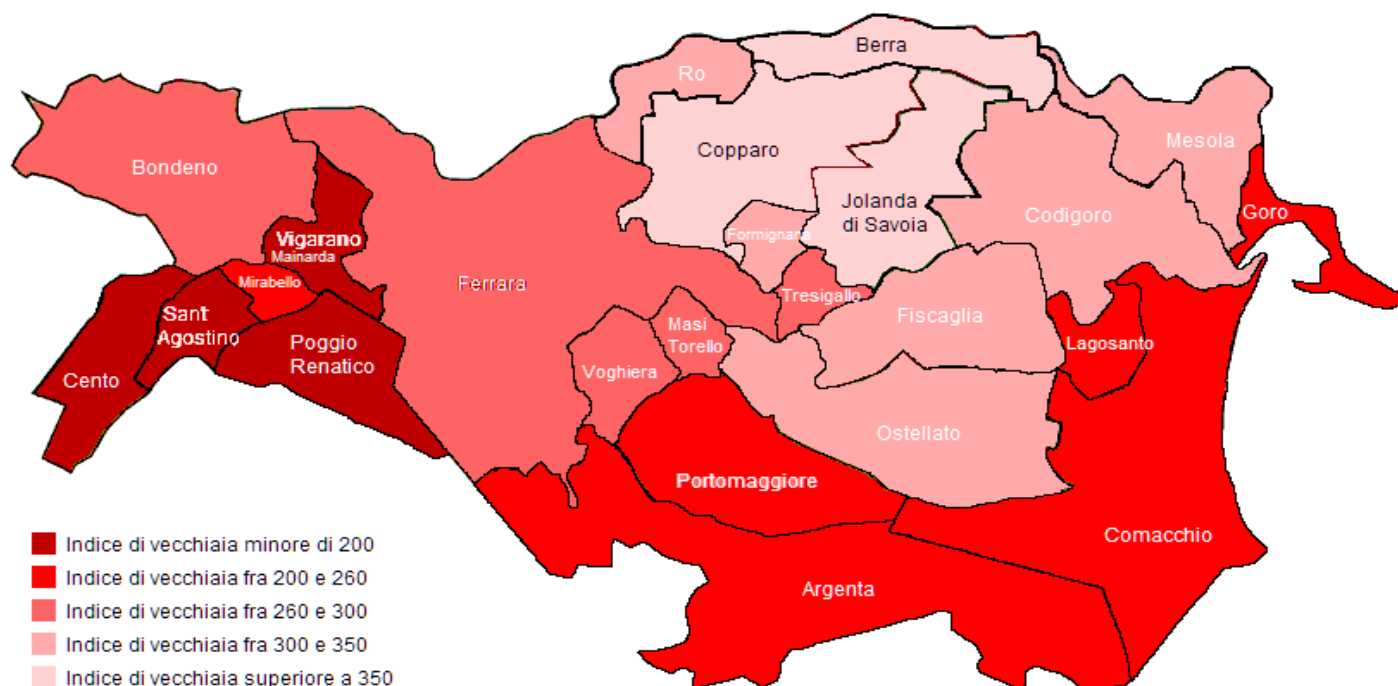 Berra
Ro
Mesola
Copparo
Bondeno
Jolanda
di Savoia
Codigoro
Goro
Formignana
Vigarano
Mainarda
Mirabello
Ferrara
Tresigallo
Fiscaglia
Sant
Agostino
Masi
Torello
Lagosanto
Poggio
Renatico
Voghiera
Cento
Ostellato
Portomaggiore
Comacchio
Argenta
Indice di vecchiaia minore di 200
Indice di vecchiaia fra 200 e 260
Indice di vecchiaia fra 260 e 300
Indice di vecchiaia fra 300 e 350
Indice di vecchiaia superiore a 350